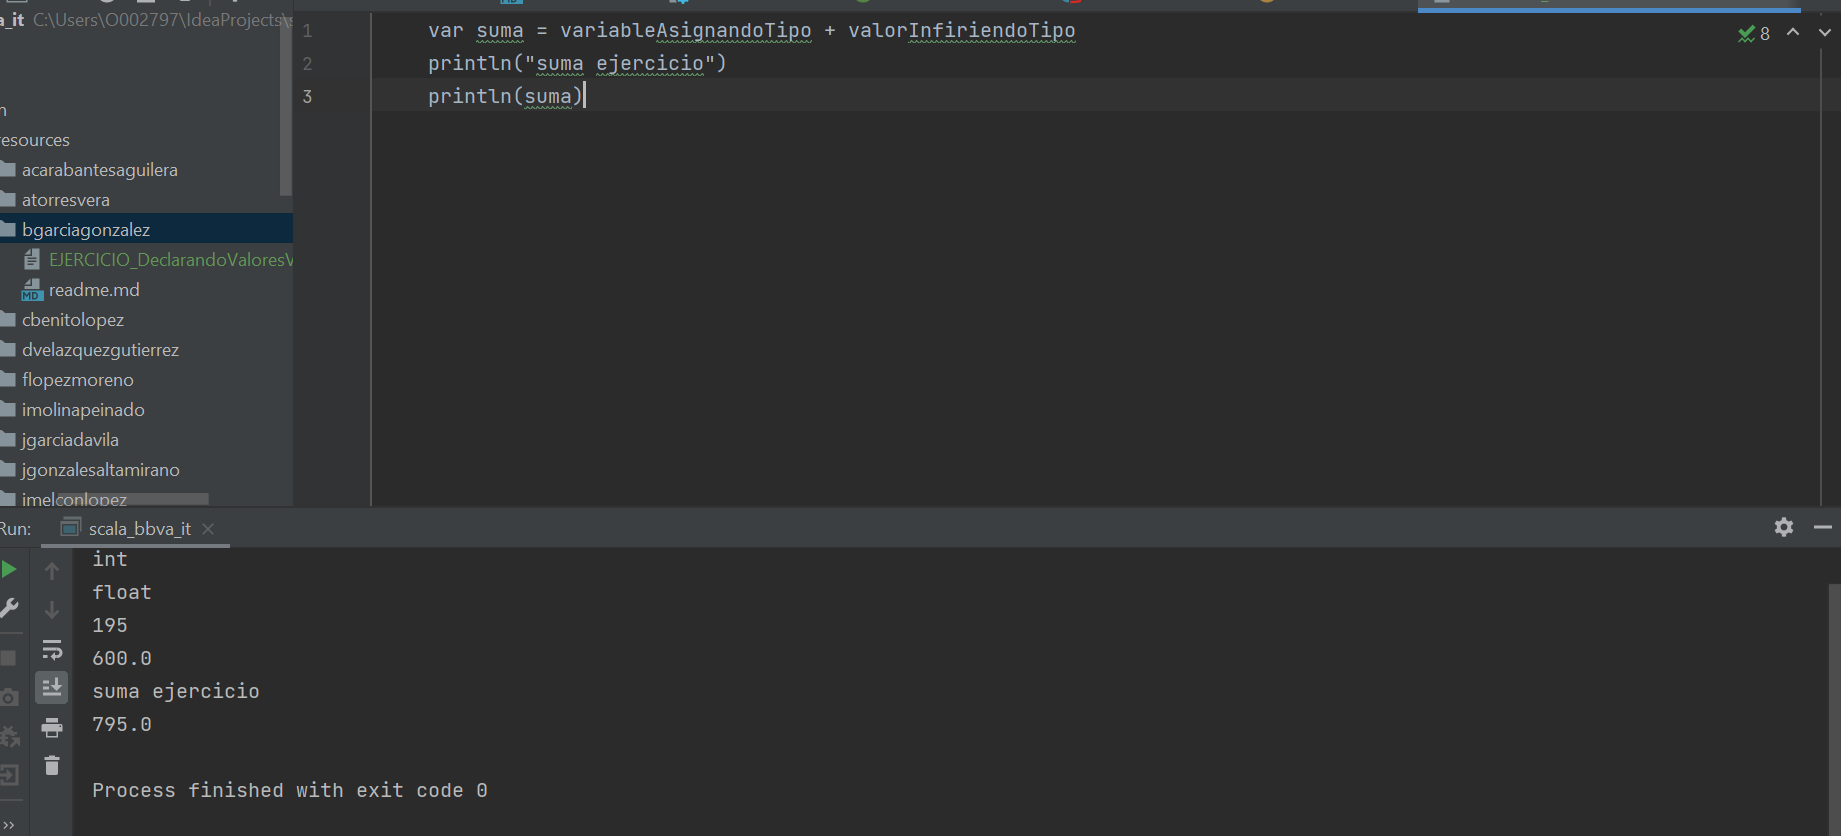 a_it C:\Users\O002797\IdeaProjects\s
n
resources
acarabantesaguilera
atorresvera
bgarciagonzalez
EJERCICIO_DeclarandoValoresV
readme.md
cbenitolopez
dvelazquezgutierrez
flopezmoreno
imolinapeinado
jgarciadavila
jgonzalesaltamirano
jmelconlopez
1 var suma = variableAsignandoTipo + valorInfiriendoTipo
2 println("suma ejercicio")
3 println(suma)
8
Run: scala_bbva_it
int
float
195
600.0
suma ejercicio
795.0
Process finished with exit code 0